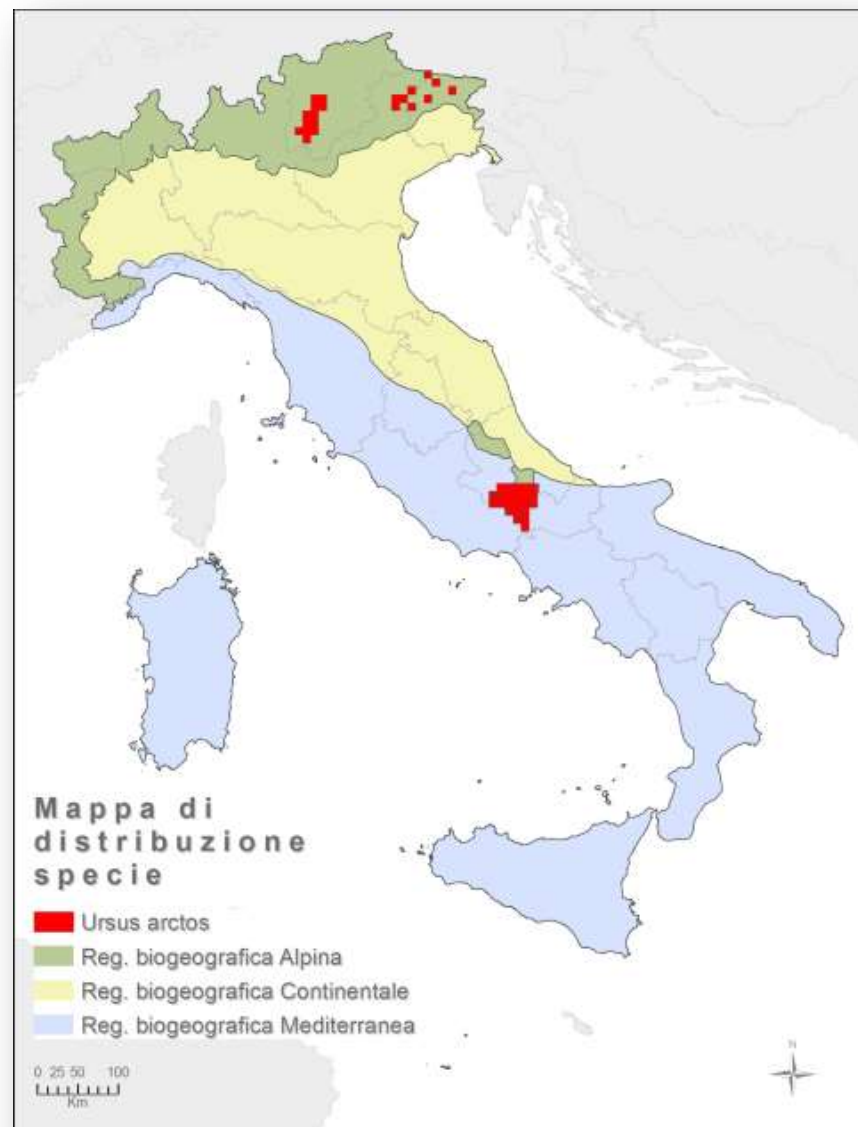 Mappa di
distribuzione
specie
Ursus arctos
Reg. biogeografica Alpina
Reg. biogeografica Continentale
Reg. biogeografica Mediterranea
0 25 50 100
Km
N